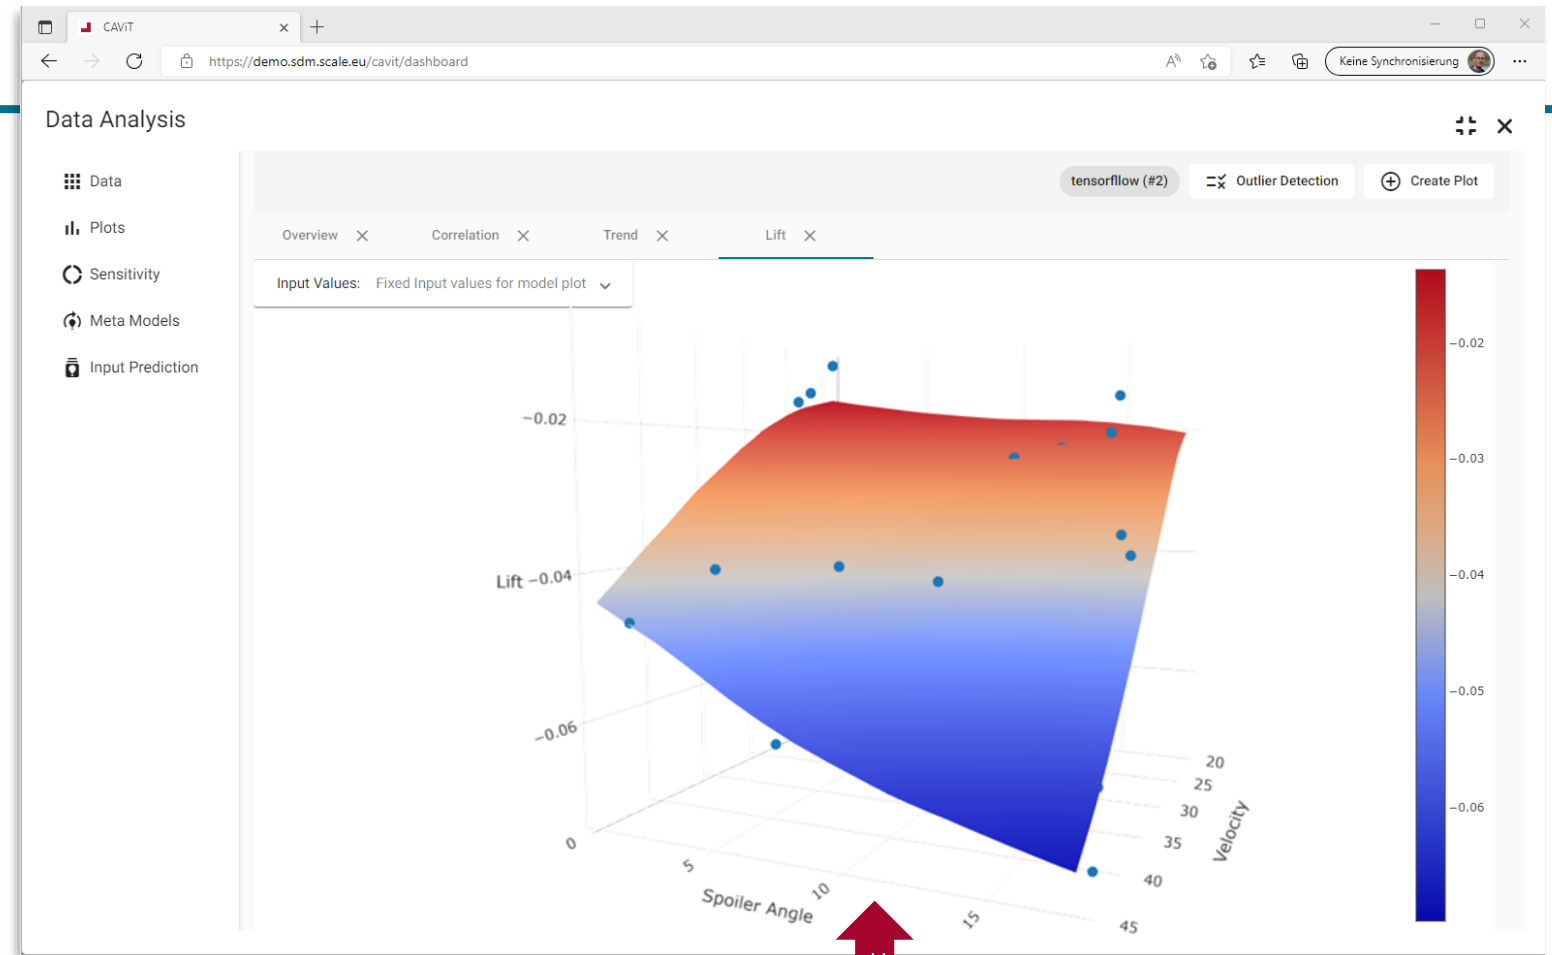 CAViT
https://demo.sdm.scale.eu/cavit/dashboard
Keine Synchronisierung
Data Analysis
Data
Plots
Sensitivity
Meta Models
Input Prediction
tensorfllow (#2)
Outlier Detection
Create Plot
Overview
Correlation
Trend
Lift
Input Values: Fixed Input values for model plot
−0.02
Lift −0.04
−0.06
0
5
10
15
Spoiler Angle
20
25
30
35
40
45
Velocity
−0.02
−0.03
−0.04
−0.05
−0.06